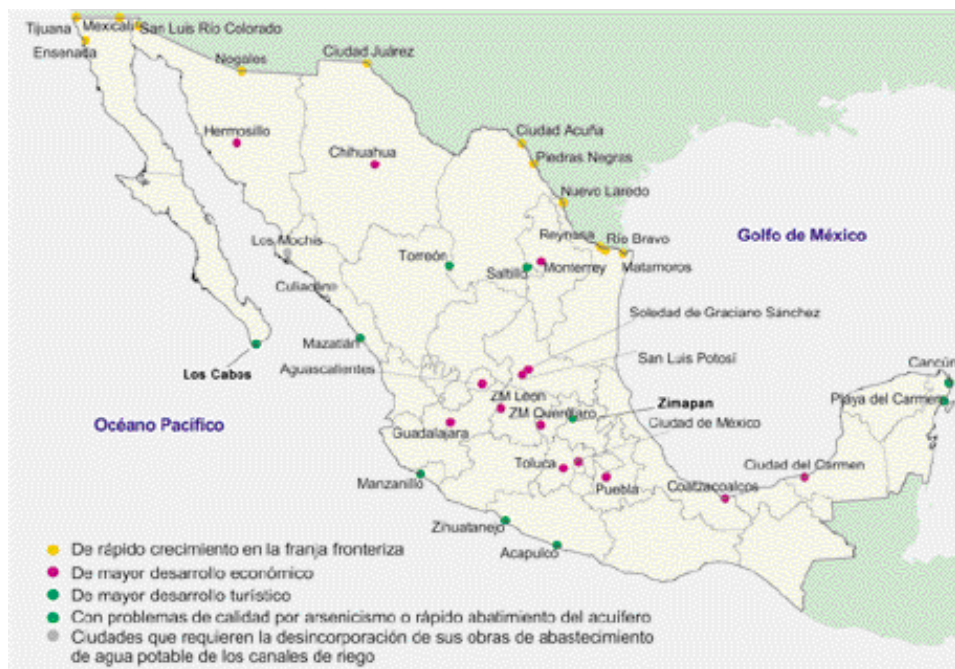 Tijuana
Mexicali
San Luis Río Colorado
Ensenada
Nogales
Ciudad Juárez
Hermosillo
Chihuahua
Ciudad Acuña
Piedras Negras
Nuevo Laredo
Reynosa
Río Bravo
Golfo de México
Los Mochis
Torreón
Saltillo
Monterrey
Matamoros
Culiacán
Soledad de Graciano Sánchez
Mazatlán
San Luis Potosí
Los Cabos
Aguascalientes
Cancún
ZM León
Playa del Carmen
Océano Pacífico
ZM Querétaro
Zimapan
Guadalajara
Ciudad de México
Toluca
Ciudad del Carmen
Manzanillo
Puebla
Coatzacoalcos
Zihuatanejo
Acapulco
De rápido crecimiento en la franja fronteriza
De mayor desarrollo económico
De mayor desarrollo turístico
Con problemas de calidad por arsenicismo o rápido abatimiento del acuífero
Ciudades que requieren la desincorporación de sus obras de abastecimiento
de agua potable de los canales de riego